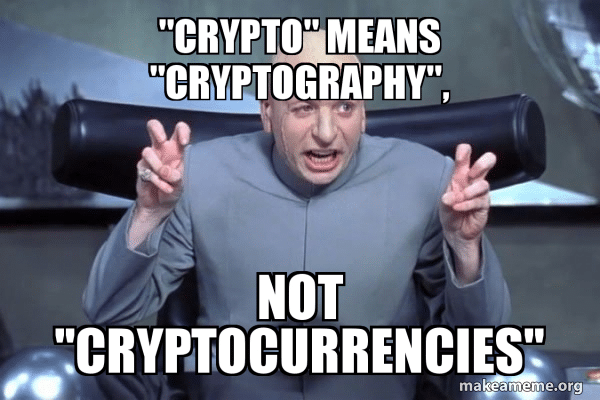 "CRYPTO" MEANS
"CRYPTOGRAPHY",
NOT
"CRYPTOCURRENCIES"
makeameme.org